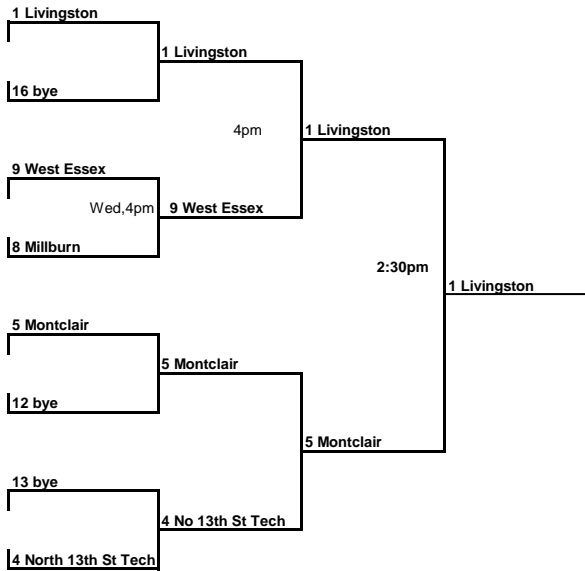 1 Livingston
1 Livingston
16 bye
4pm
1 Livingston
9 West Essex
Wed,4pm
9 West Essex
8 Millburn
2:30pm
1 Livingston
5 Montclair
5 Montclair
12 bye
5 Montclair
13 bye
4 No 13th St Tech
4 North 13th St Tech